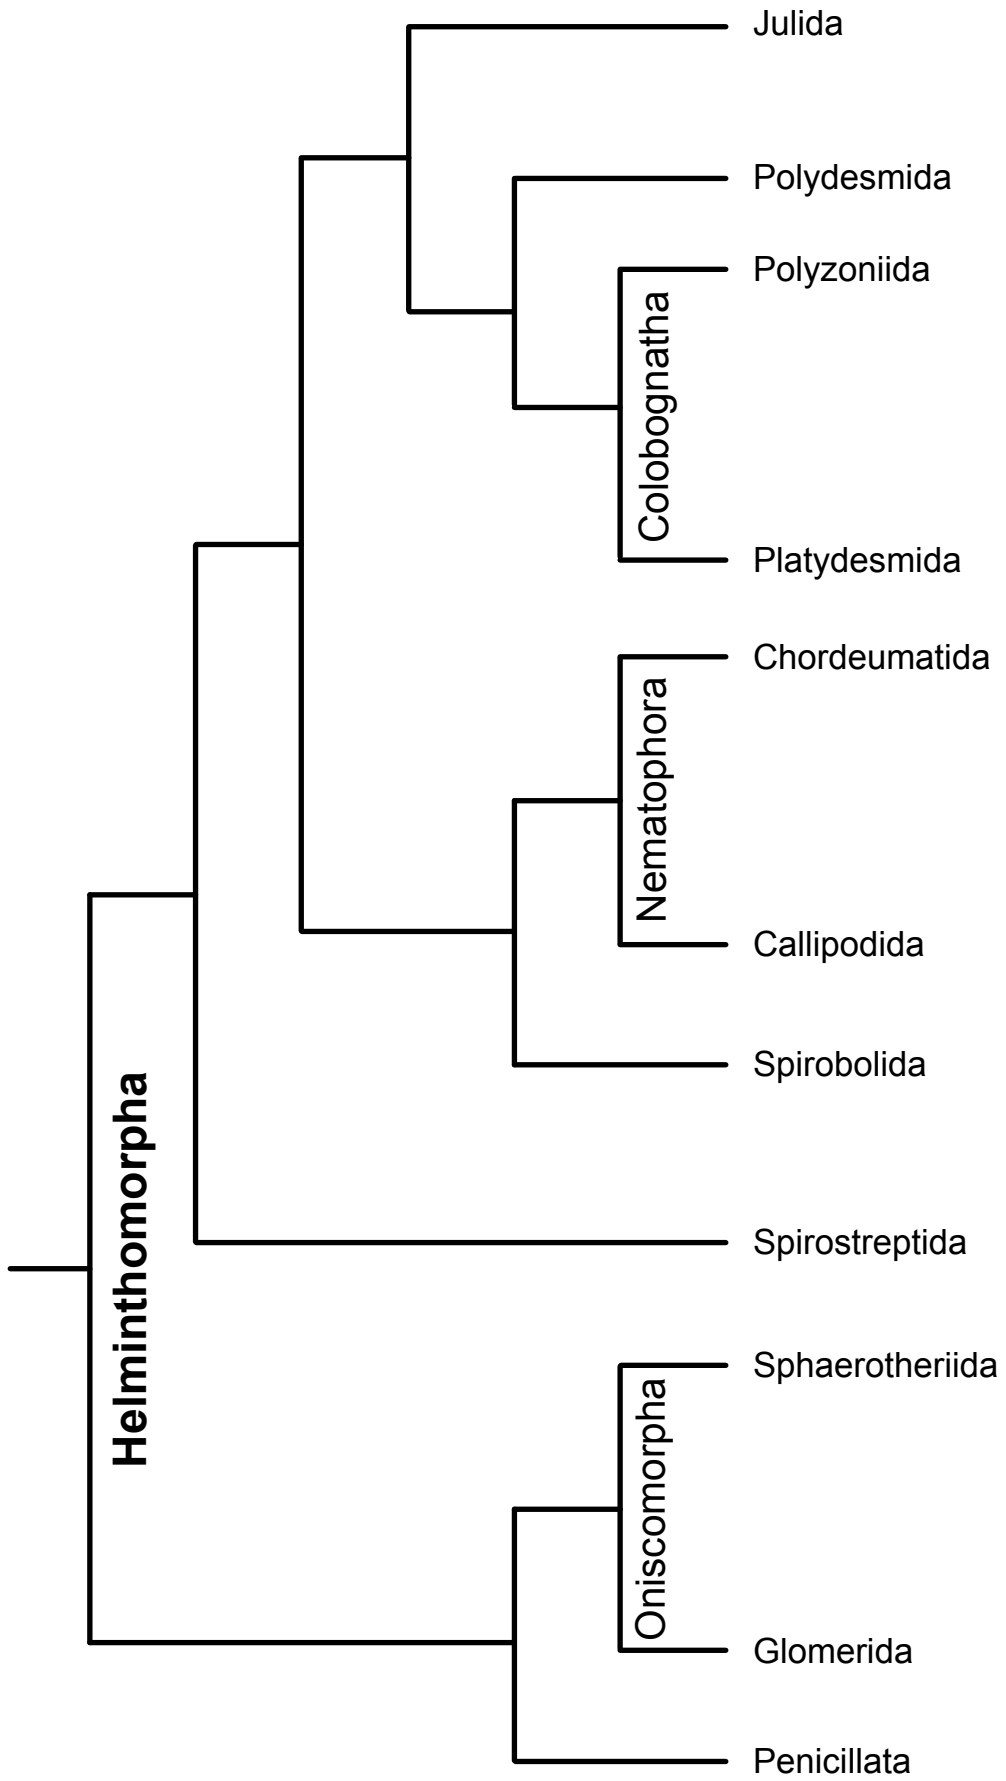 Julida
Polydesmida
Polyzoniida
Colobognatha
Platydesmida
Chordeumatida
Nematophora
Callipodida
Spirobolida
Helminthomorpha
Spirostreptida
Sphaerotheriida
Oniscomorpha
Glomerida
Penicillata